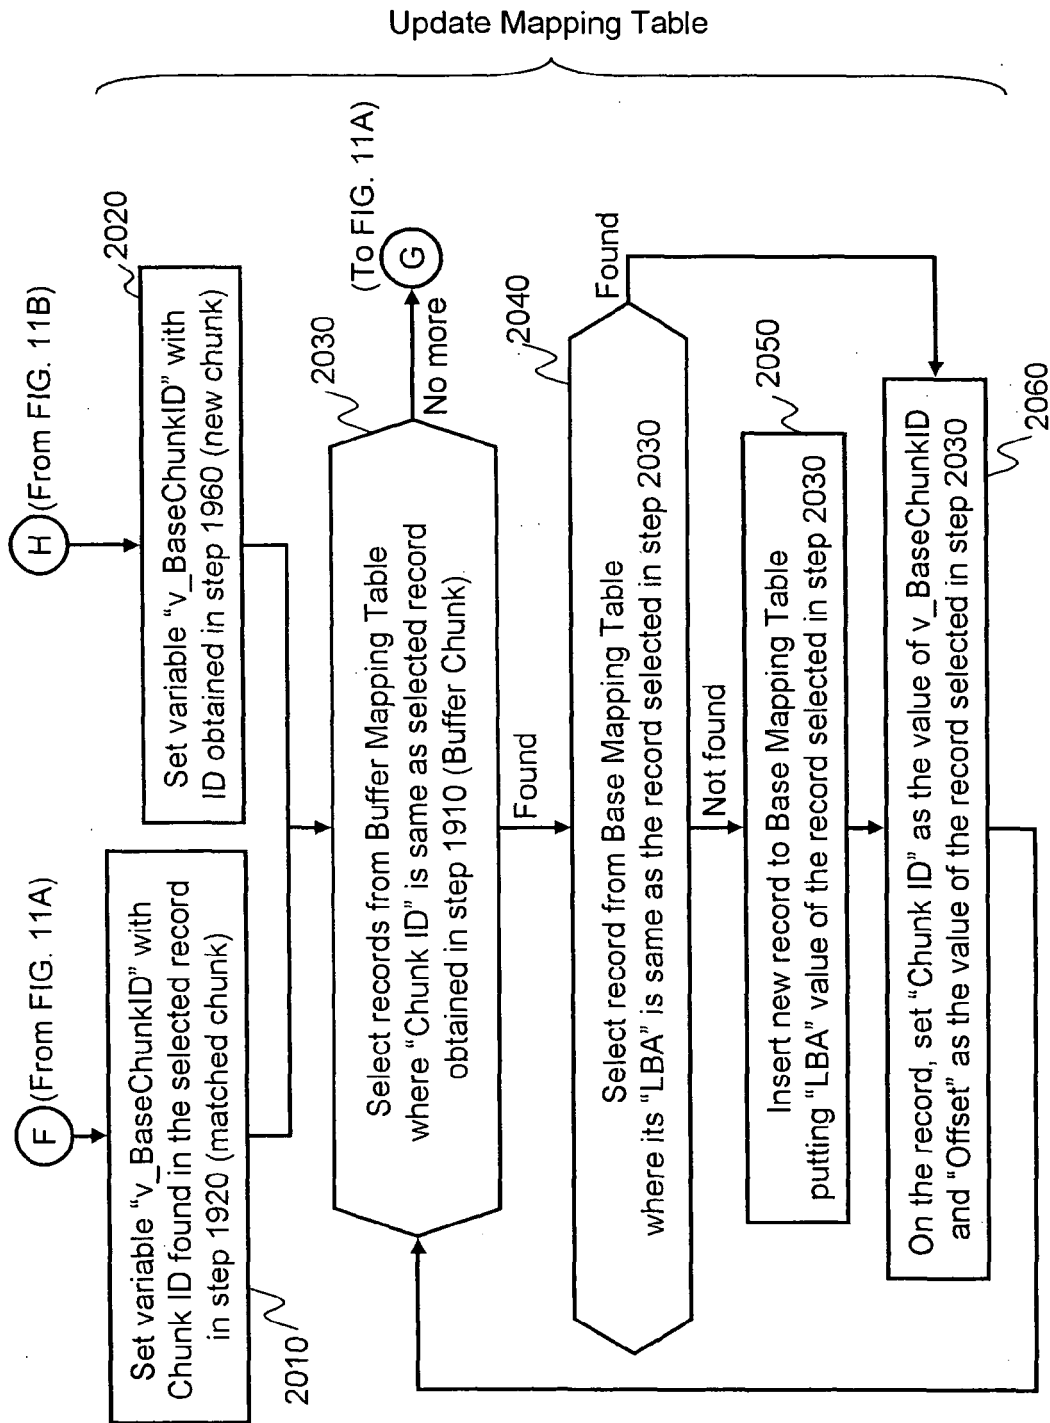 Update Mapping Table
F (From FIG. 11A)
H (From FIG. 11B)
Set variable "v_BaseChunkID" with
Chunk ID found in the selected record
in step 1920 (matched chunk)
2010
2020
Set variable "v_BaseChunkID" with
ID obtained in step 1960 (new chunk)
2030
Select records from Buffer Mapping Table
where "Chunk ID" is same as selected record
obtained in step 1910 (Buffer Chunk)
No more
(To FIG. 11A)
G
Found
2040
Select record from Base Mapping Table
where its "LBA" is same as the record selected in step 2030
Found
Not found
2050
Insert new record to Base Mapping Table
putting "LBA" value of the record selected in step 2030
On the record, set "Chunk ID" as the value of v_BaseChunkID
and "Offset" as the value of the record selected in step 2030
2060